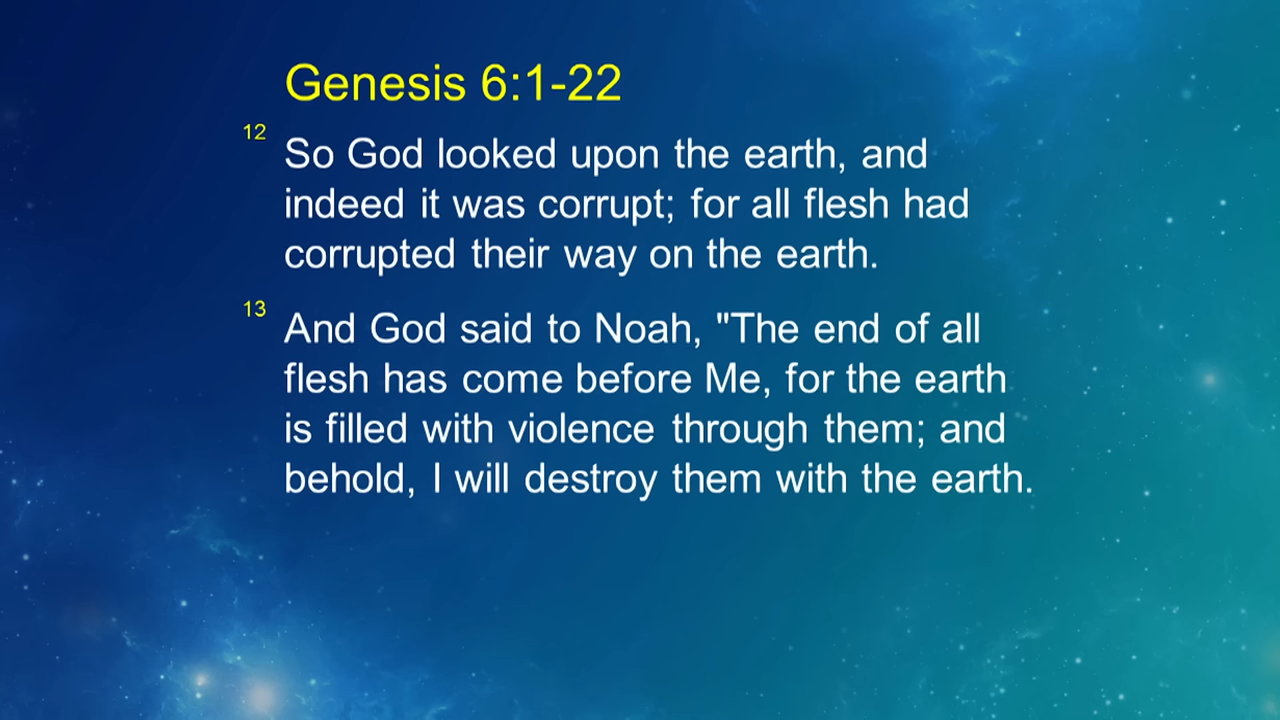 Genesis 6:1-22
12 So God looked upon the earth, and
indeed it was corrupt; for all flesh had
corrupted their way on the earth.
13 And God said to Noah, "The end of all
flesh has come before Me, for the earth
is filled with violence through them; and
behold, I will destroy them with the earth.